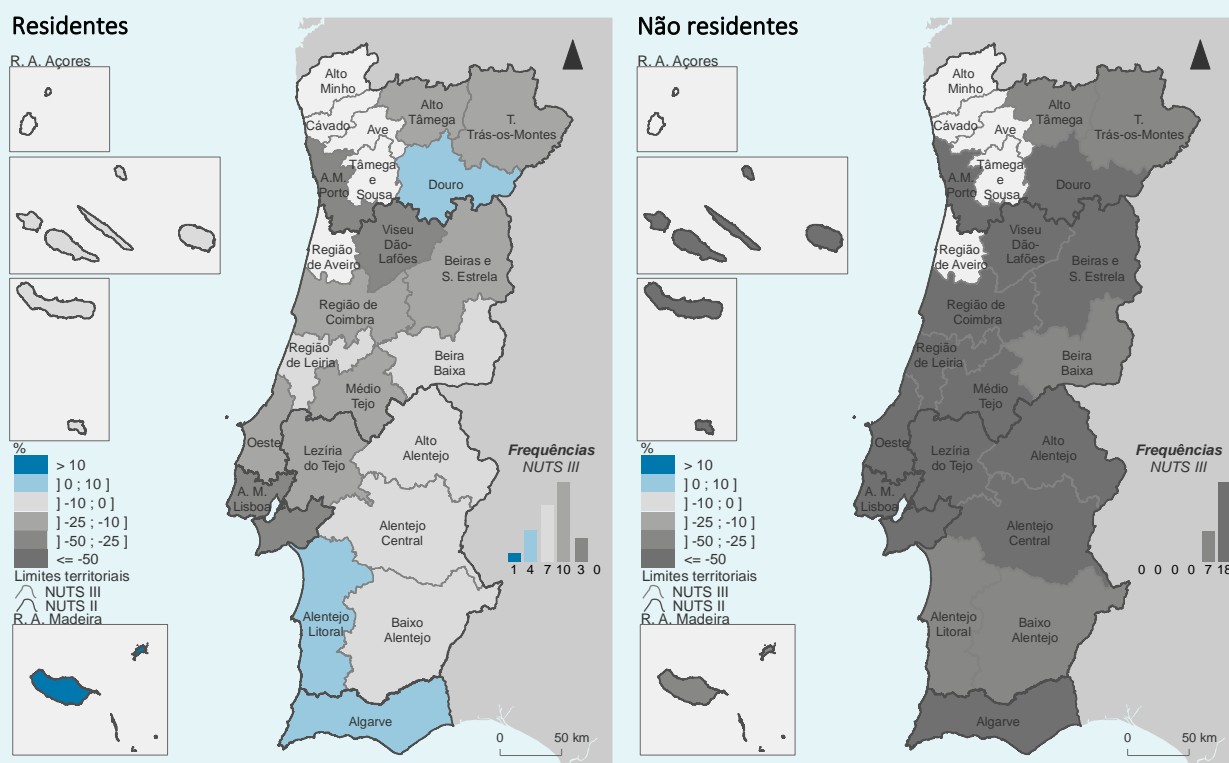 Residentes
R. A. Açores
Alto
Minho
Cávado
Ave
Alto
Tâmega
T.
Trás-os-Montes
Tâmega
e
Sousa
A.M.
Porto
Douro
Viseu
Dão-
Lafões
Região
de Aveiro
Beiras e
S. Estrela
Região de
Coimbra
Região
de Leiria
Beira
Baixa
Médio
Tejo
Oeste
Lezíria
do Tejo
Alto
Alentejo
A. M.
Lisboa
Alentejo
Central
Alentejo
Litoral
Baixo
Alentejo
Algarve
%
> 10
] 0 ; 10 ]
] -10 ; 0 ]
] -25 ; -10 ]
] -50 ; -25 ]
<= -50
Limites territoriais
NUTS III
NUTS II
R. A. Madeira
Frequências
NUTS III
1 4 7 10 3 0
0 50 km
Não residentes
R. A. Açores
Alto
Minho
Cávado
Ave
Alto
Tâmega
T.
Trás-os-Montes
Tâmega
e
Sousa
A.M.
Porto
Douro
Viseu
Dão-
Lafões
Região
de Aveiro
Beiras e
S. Estrela
Região de
Coimbra
Região
de Leiria
Beira
Baixa
Médio
Tejo
Oeste
Lezíria
do Tejo
Alto
Alentejo
A. M.
Lisboa
Alentejo
Central
Alentejo
Litoral
Baixo
Alentejo
Algarve
%
> 10
] 0 ; 10 ]
] -10 ; 0 ]
] -25 ; -10 ]
] -50 ; -25 ]
<= -50
Limites territoriais
NUTS III
NUTS II
R. A. Madeira
Frequências
NUTS III
0 0 0 0 7 18
0 50 km